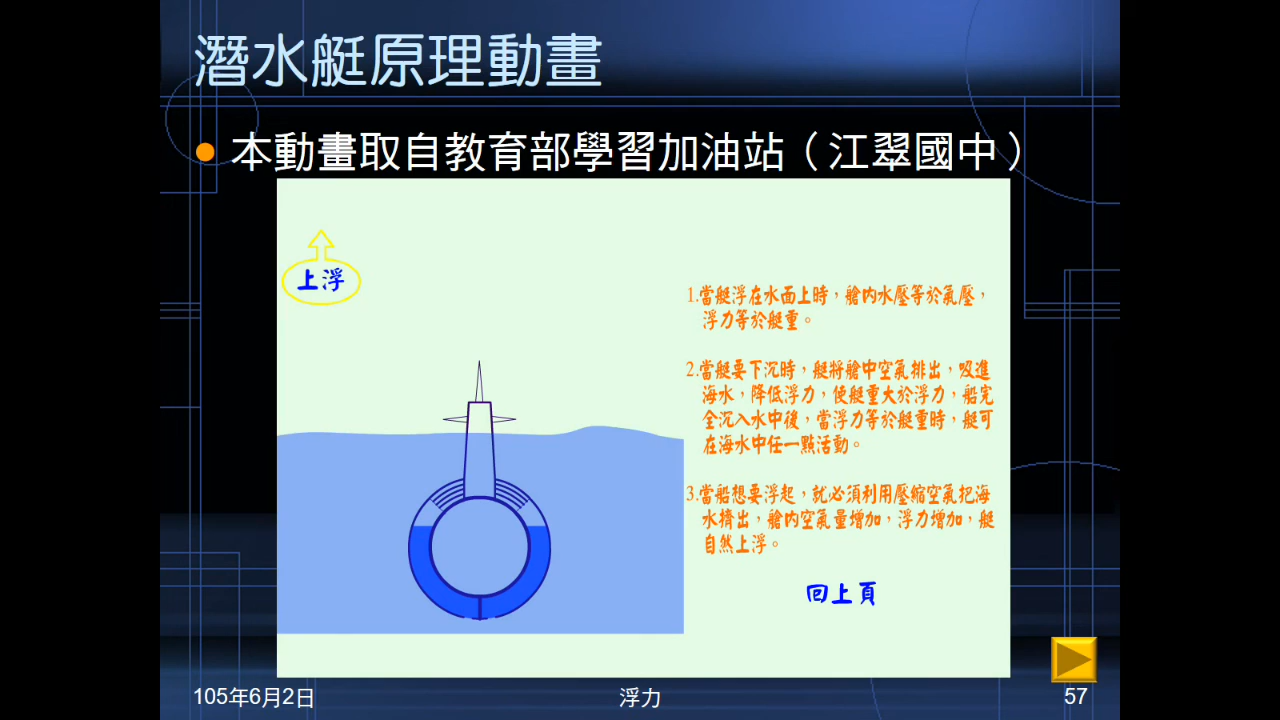 潛水艇原理動畫
本動畫取自教育部學習加油站（江翠國中）
上浮
1.當艇浮在水面上時，艙內水壓等於氣壓，
浮力等於艇重。
2.當艇要下沉時，艇將艙中空氣排出，吸進
海水，降低浮力，使艇重大於浮力，船完
全沉入水中後，當浮力等於艇重時，艇可
在海水中任一點活動。
3.當船想要浮起，就必須利用壓縮空氣把海
水擠出，艙內空氣量增加，浮力增加，艇
自然上浮。
回上頁
105年6月2日
浮力
57